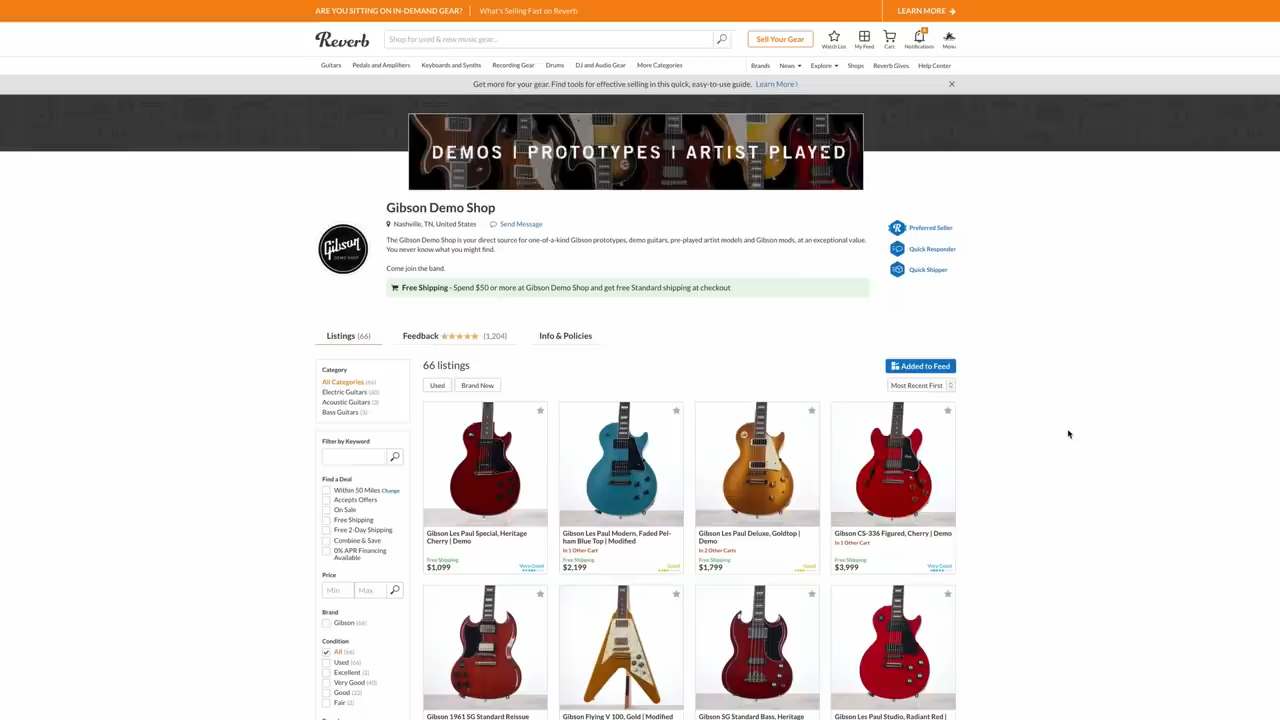 ARE YOU SITTING ON IN-DEMAND GEAR? What's Selling Fast on Reverb LEARN MORE
Reverb Shop for used & new music gear... Sell Your Gear Watch List My Feed Cart Notifications Menu
Guitars Pedals and Amplifiers Keyboards and Synths Recording Gear Drums DJ and Audio Gear More Categories Brands News Explore Shops Reverb Gives Help Center
Get more for your gear. Find tools for effective selling in this quick, easy-to-use guide. Learn More
DEMOS | PROTOTYPES | ARTIST PLAYED
Gibson Demo Shop
Nashville, TN, United States Send Message
Gibson
DEMO SHOP
The Gibson Demo Shop is your direct source for one-of-a-kind Gibson prototypes, demo guitars, pre-played artist models and Gibson mods, at an exceptional value.
You never know what you might find.
Come join the band.
Free Shipping - Spend $50 or more at Gibson Demo Shop and get free Standard shipping at checkout
Preferred Seller
Quick Responder
Quick Shipper
Listings (66) Feedback (1,204) Info & Policies
Category
All Categories (66)
Electric Guitars (60)
Acoustic Guitars (3)
Bass Guitars (3)
Filter by Keyword
Find a Deal
Within 50 Miles Change
Accepts Offers
On Sale
Free Shipping
Free 2-Day Shipping
Combine & Save
0% APR Financing
Available
Price
Min Max
Brand
Gibson (66)
Condition
All (66)
Used (66)
Excellent (2)
Very Good (40)
Good (22)
Fair (2)
66 listings Added to Feed
Used Brand New Most Recent First
Gibson Les Paul Special, Heritage
Cherry | Demo
Free Shipping
$1,099 Very Good
Gibson Les Paul Modern, Faded Pel-
ham Blue Top | Modified
In 1 Other Cart
Free Shipping
$2,199 Good
Gibson Les Paul Deluxe, Goldtop |
Demo
In 2 Other Carts
Free Shipping
$1,799 Good
Gibson CS-336 Figured, Cherry | Demo
In 1 Other Cart
Free Shipping
$3,999 Very Good
Gibson 1961 SG Standard Reissue
Gibson Flying V 100, Gold | Modified
Gibson SG Standard Bass, Heritage
Gibson Les Paul Studio, Radiant Red |